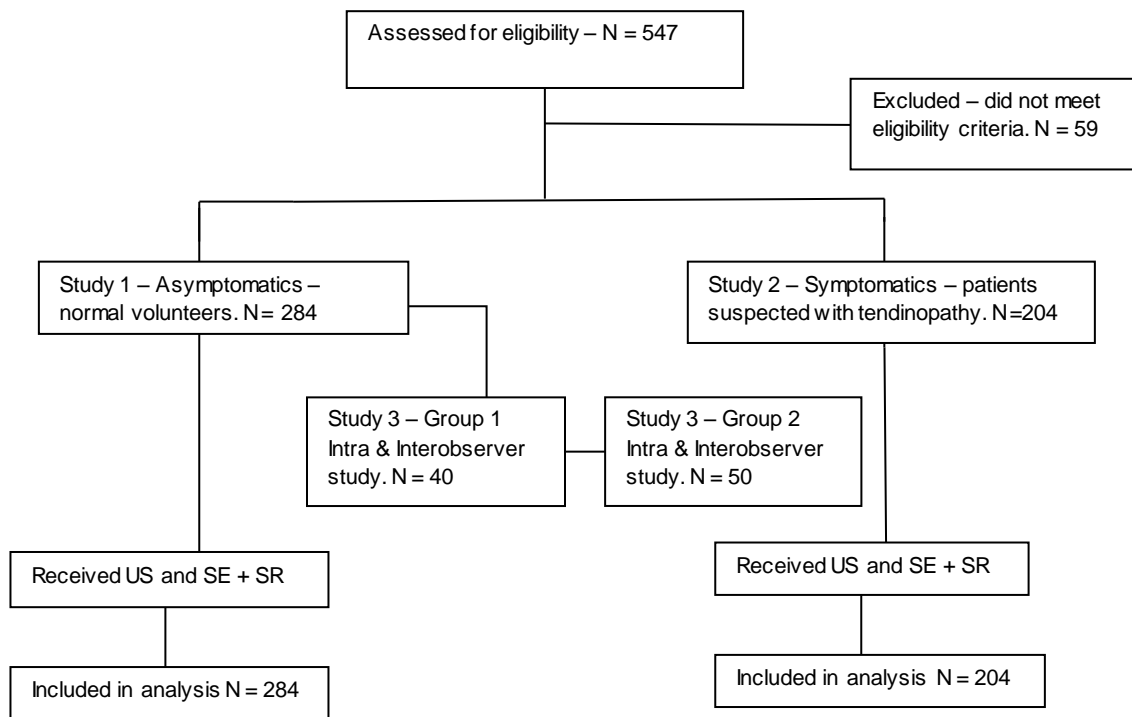 Assessed for eligibility – N = 547
Excluded – did not meet
eligibility criteria. N = 59
Study 1 – Asymptomatics –
normal volunteers. N= 284
Study 2 – Symptomatics – patients
suspected with tendinopathy. N=204
Study 3 – Group 1
Intra & Interobserver
study. N = 40
Study 3 – Group 2
Intra & Interobserver
study. N = 50
Received US and SE + SR
Received US and SE + SR
Included in analysis N = 284
Included in analysis N = 204